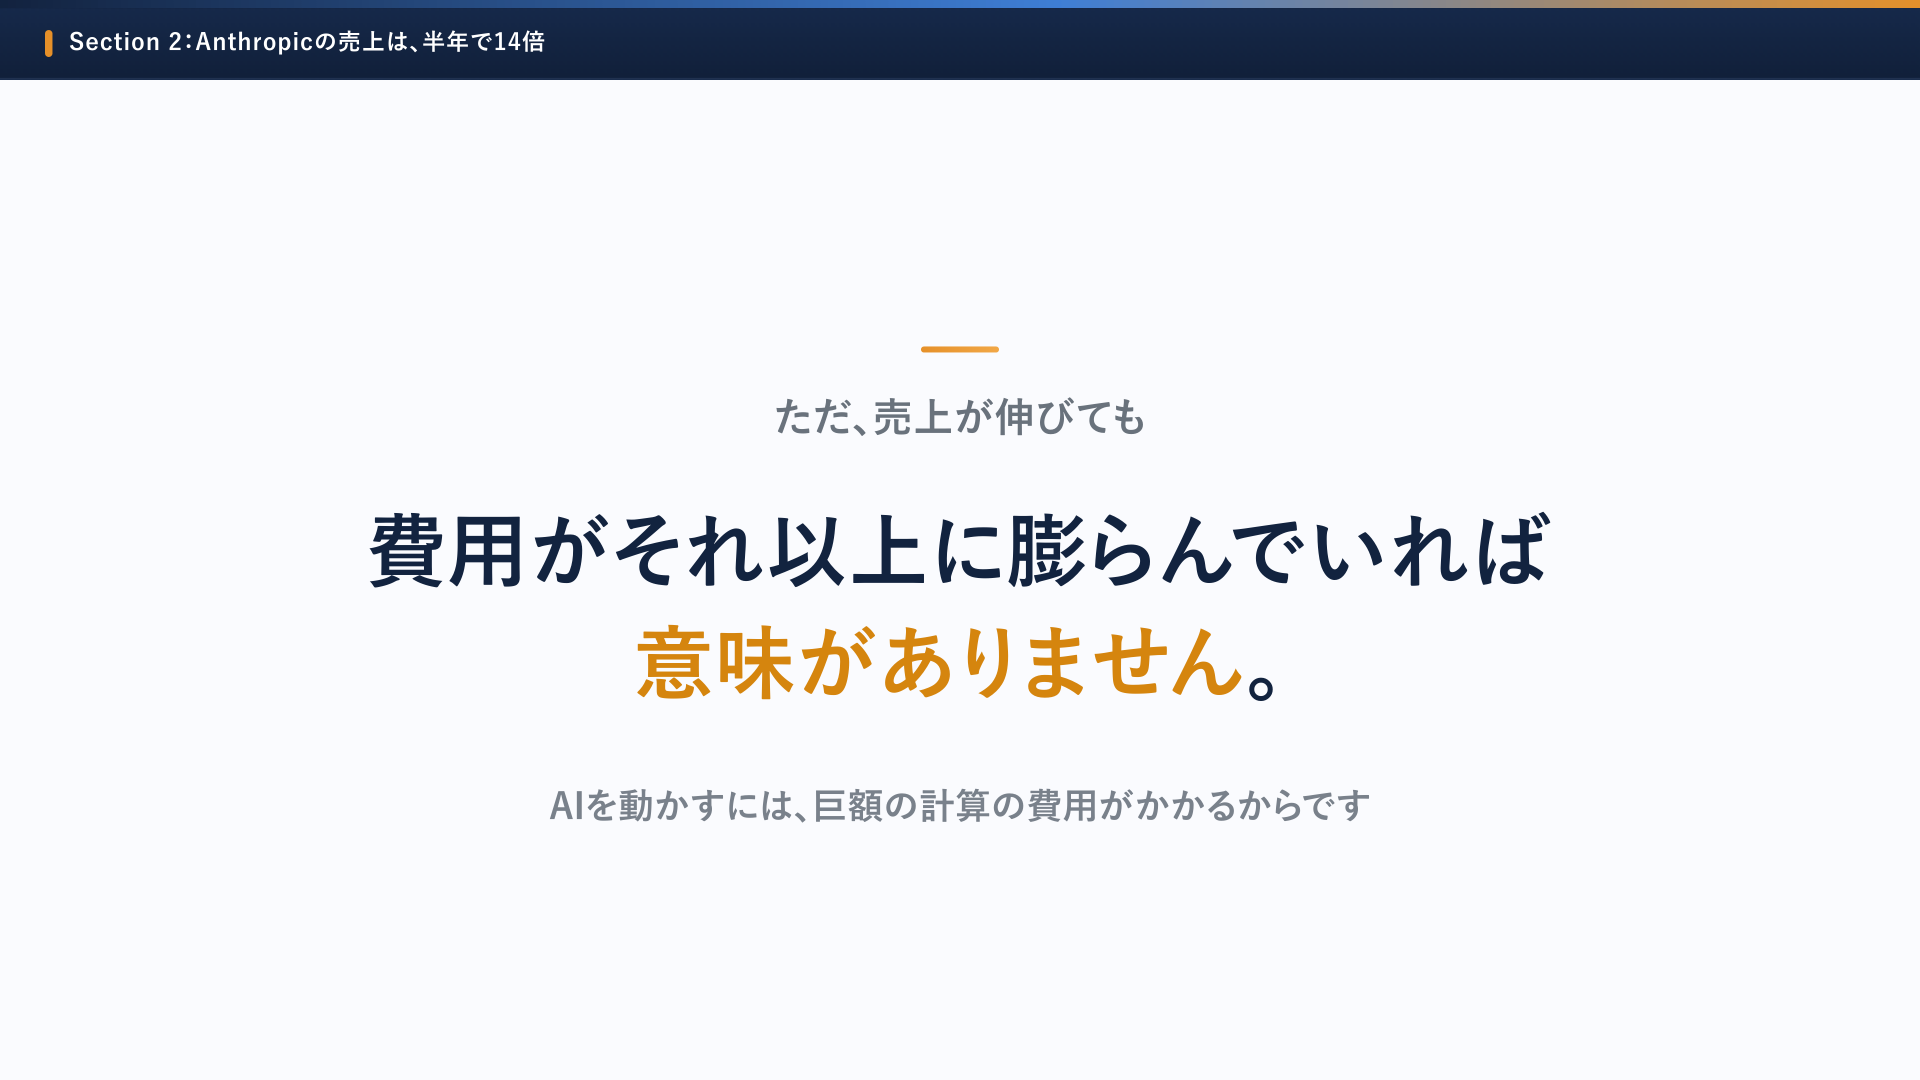 Section 2：Anthropicの売上は、半年で14倍
ただ、売上が伸びても
費用がそれ以上に膨らんでいれば
意味がありません。
AIを動かすには、巨額の計算の費用がかかるからです